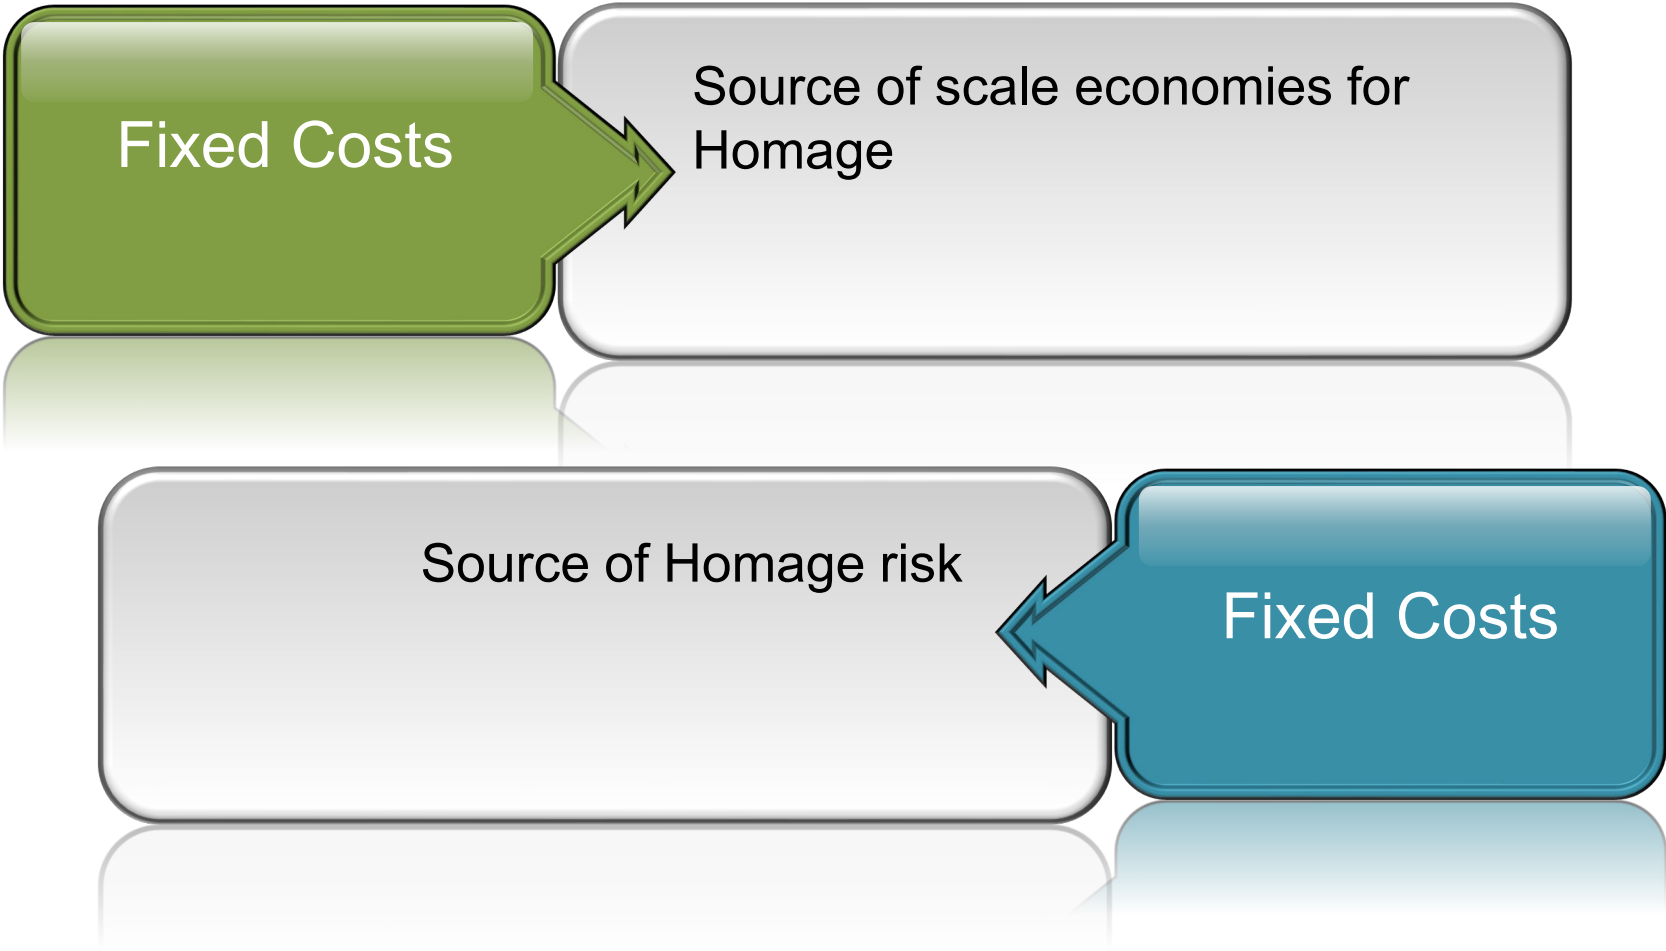 Fixed Costs
Source of scale economies for
Homage
Source of Homage risk
Fixed Costs